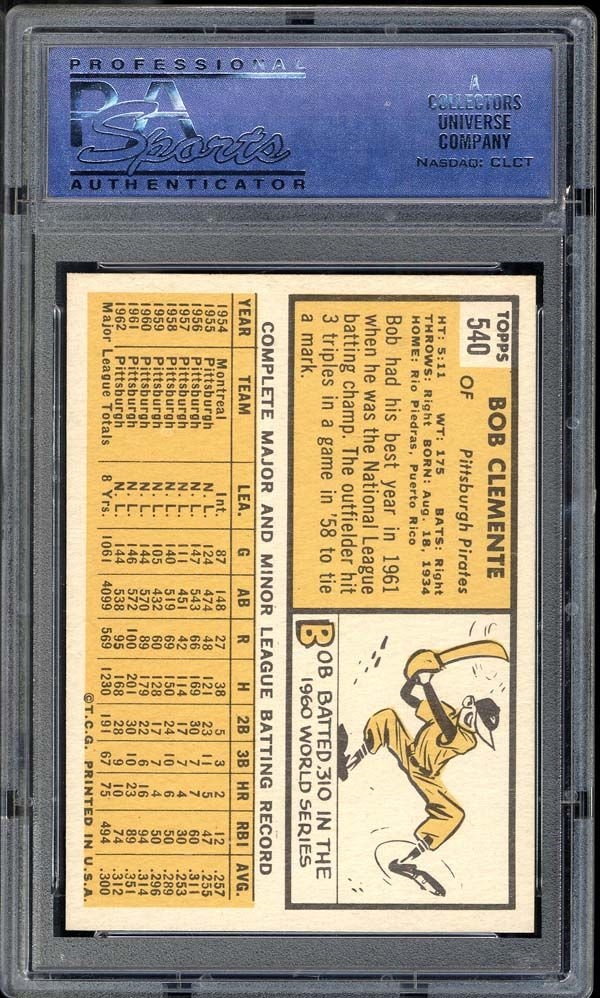 PROFESSIONAL
PSA
Sports
AUTHENTICATOR
A
COLLECTORS
UNIVERSE
COMPANY
NASDAQ: CLCT
TOPPS
540
BOB CLEMENTE
OF Pittsburgh Pirates
HT: 5:11 WT: 175 BATS: Right
THROWS: Right BORN: Aug. 18, 1934
HOME: Rio Piedras, Puerto Rico
Bob had his best year in 1961
when he was the National League
batting champ. The outfielder hit
3 triples in a game in '58 to tie
a mark.
BOB BATTED .310 IN THE
1960 WORLD SERIES
COMPLETE MAJOR AND MINOR LEAGUE BATTING RECORD
YEAR TEAM LEA. G AB R H 2B 3B HR RBI AVG.
1954 Montreal Int. 87 148 27 38 5 3 2 12 .257
1955 Pittsburgh N. L. 124 474 48 121 23 11 5 47 .255
1956 Pittsburgh N. L. 147 543 66 169 30 7 7 60 .311
1957 Pittsburgh N. L. 111 451 42 114 17 7 4 30 .253
1958 Pittsburgh N. L. 140 519 69 150 24 10 6 50 .289
1959 Pittsburgh N. L. 105 432 60 128 17 7 4 50 .296
1960 Pittsburgh N. L. 144 570 89 179 22 6 16 94 .314
1961 Pittsburgh N. L. 146 572 100 201 30 10 23 89 .351
1962 Pittsburgh N. L. 144 538 95 168 28 9 10 74 .312
Major League Totals 8 Yrs. 1061 4099 569 1230 191 67 75 494 .300
©T.C.G. PRINTED IN U.S.A.